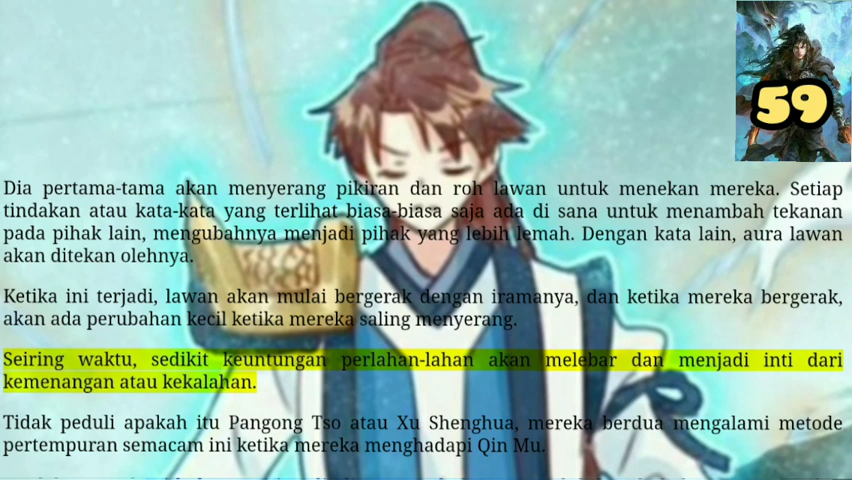 59
Dia pertama-tama akan menyerang pikiran dan roh lawan untuk menekan mereka. Setiap
tindakan atau kata-kata yang terlihat biasa-biasa saja ada di sana untuk menambah tekanan
pada pihak lain, mengubahnya menjadi pihak yang lebih lemah. Dengan kata lain, aura lawan
akan ditekan olehnya.
Ketika ini terjadi, lawan akan mulai bergerak dengan iramanya, dan ketika mereka bergerak,
akan ada perubahan kecil ketika mereka saling menyerang.
Seiring waktu, sedikit keuntungan perlahan-lahan akan melebar dan menjadi inti dari
kemenangan atau kekalahan.
Tidak peduli apakah itu Pangong Tso atau Xu Shenghua, mereka berdua mengalami metode
pertempuran semacam ini ketika mereka menghadapi Qin Mu.